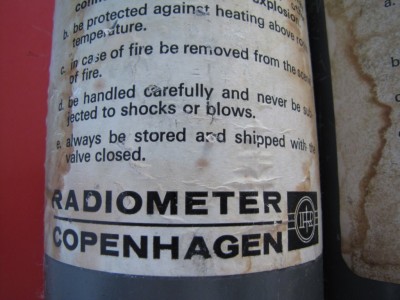 explosion
b. be protected against heating above
temperature.
c. in case of fire be removed from the
of fire.
d. be handled carefully and never be sub-
jected to shocks or blows.
e. always be stored and shipped with the
valve closed.
RADIOMETER
COPENHAGEN
a.